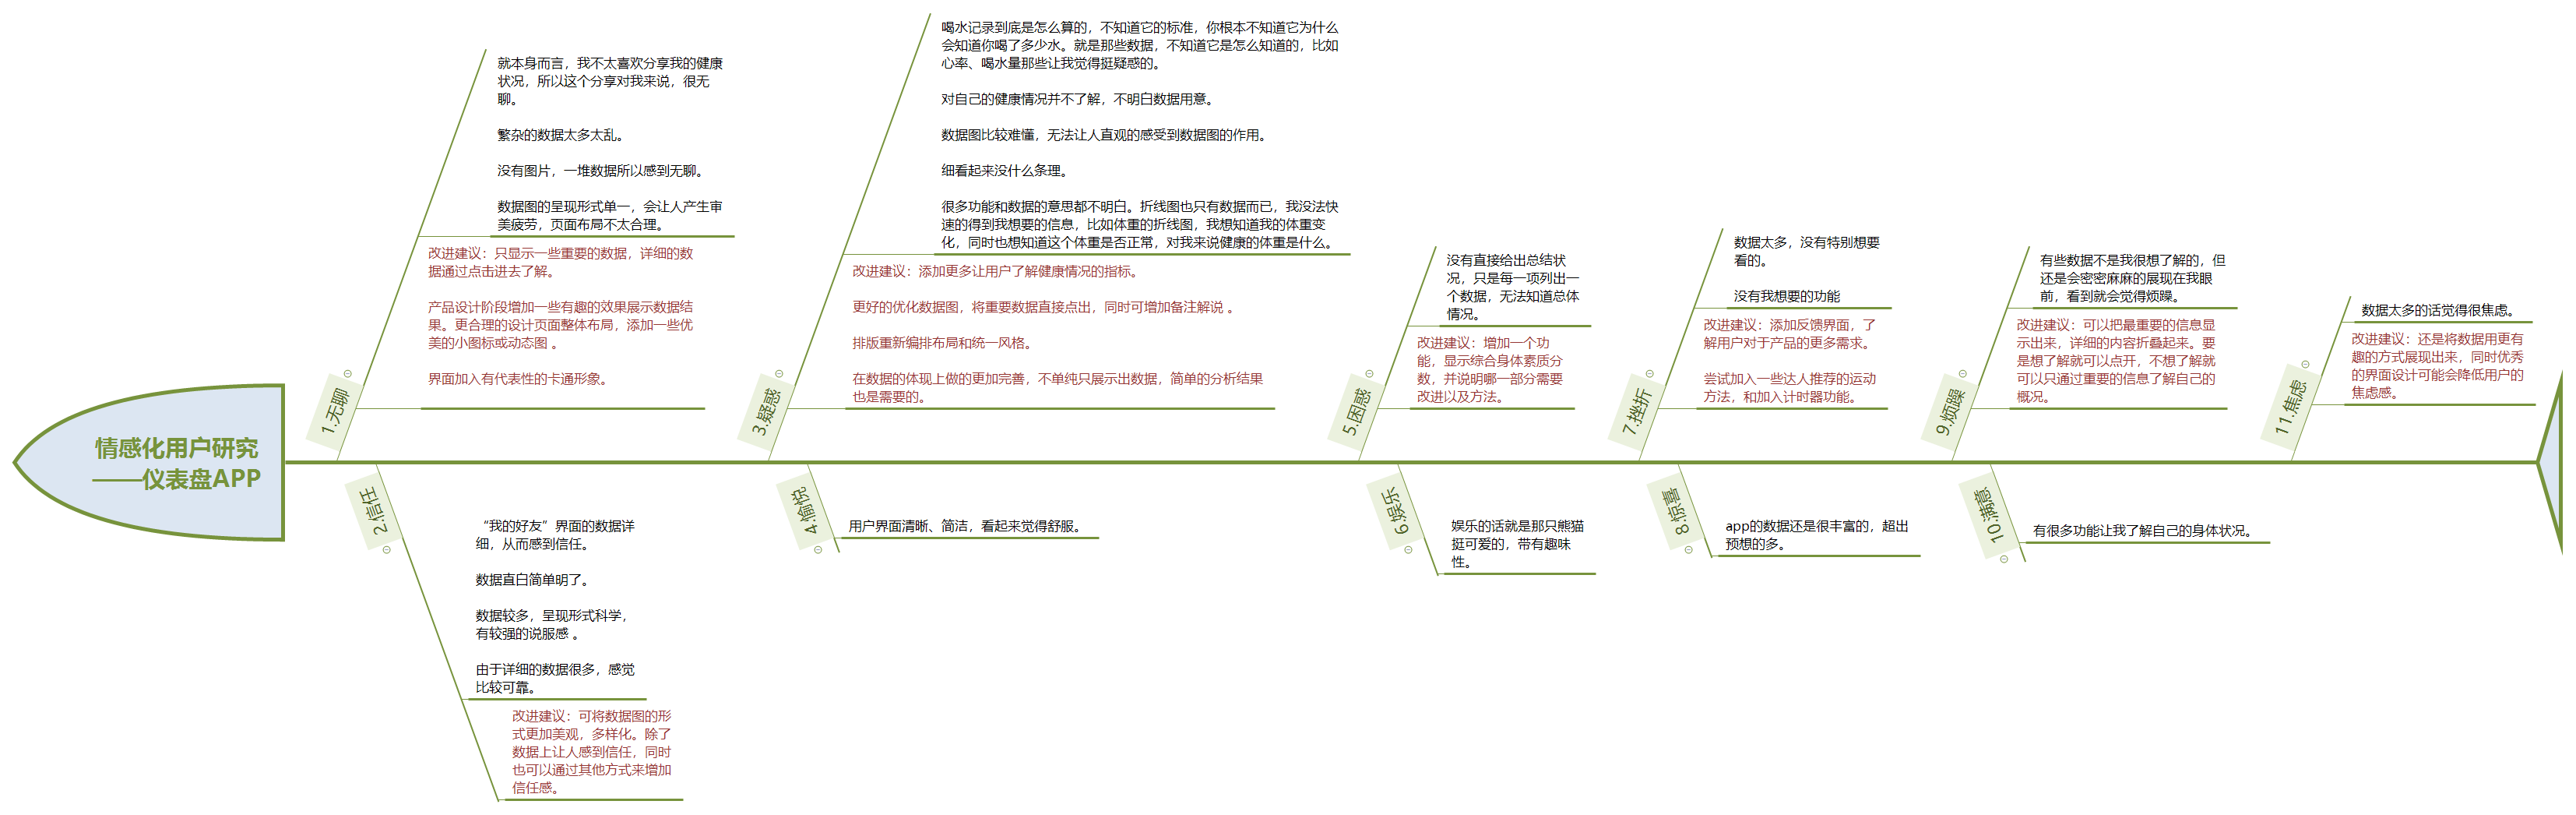 情感化用户研究
——仪表盘APP
1.无聊
就本身而言，我不太喜欢分享我的健康
状况，所以这个分享对我来说，很无
聊。
繁杂的数据太多太乱。
没有图片，一堆数据所以感到无聊。
数据图的呈现形式单一，会让人产生审
美疲劳，页面布局不太合理。
改进建议：只显示一些重要的数据，详细的数
据通过点击进去了解。
产品设计阶段增加一些有趣的效果展示数据结
果。更合理的设计页面整体布局，添加一些优
美的小图标或动态图 。
界面加入有代表性的卡通形象。
2.信任
“我的好友”界面的数据详
细，从而感到信任。
数据直白简单明了。
数据较多，呈现形式科学，
有较强的说服感 。
由于详细的数据很多，感觉
比较可靠。
改进建议：可将数据图的形
式更加美观，多样化。除了
数据上让人感到信任，同时
也可以通过其他方式来增加
信任感。
3.疑惑
喝水记录到底是怎么算的，不知道它的标准，你根本不知道它为什么
会知道你喝了多少水。就是那些数据，不知道它是怎么知道的，比如
心率、喝水量那些让我觉得挺疑惑的。
对自己的健康情况并不了解，不明白数据用意。
数据图比较难懂，无法让人直观的感受到数据图的作用。
细看起来没什么条理。
很多功能和数据的意思都不明白。折线图也只有数据而已，我没法快
速的得到我想要的信息，比如体重的折线图，我想知道我的体重变
化，同时也想知道这个体重是否正常，对我来说健康的体重是什么。
改进建议：添加更多让用户了解健康情况的指标。
更好的优化数据图，将重要数据直接点出，同时可增加备注解说 。
排版重新编排布局和统一风格。
在数据的体现上做的更加完善，不单纯只展示出数据，简单的分析结果
也是需要的。
4.愉悦
用户界面清晰、简洁，看起来觉得舒服。
5.困惑
没有直接给出总结状
况，只是每一项列出一
个数据，无法知道总体
情况。
改进建议：增加一个功
能，显示综合身体素质分
数，并说明哪一部分需要
改进以及方法。
6.娱乐
娱乐的话就是那只熊猫
挺可爱的，带有趣味
性。
7.挫折
数据太多，没有特别想要
看的。
没有我想要的功能
改进建议：添加反馈界面，了
解用户对于产品的更多需求。
尝试加入一些达人推荐的运动
方法，和加入计时器功能。
8.惊喜
app的数据还是很丰富的，超出
预想的多。
9.烦躁
有些数据不是我很想了解的，但
还是会密密麻麻的展现在我眼
前，看到就会觉得烦躁。
改进建议：可以把最重要的信息显
示出来，详细的内容折叠起来。要
是想了解就可以点开，不想了解就
可以只通过重要的信息了解自己的
概况。
10.满意
有很多功能让我了解自己的身体状况。
11.焦虑
数据太多的话觉得很焦虑。
改进建议：还是将数据用更有
趣的方式展现出来，同时优秀
的界面设计可能会降低用户的
焦虑感。